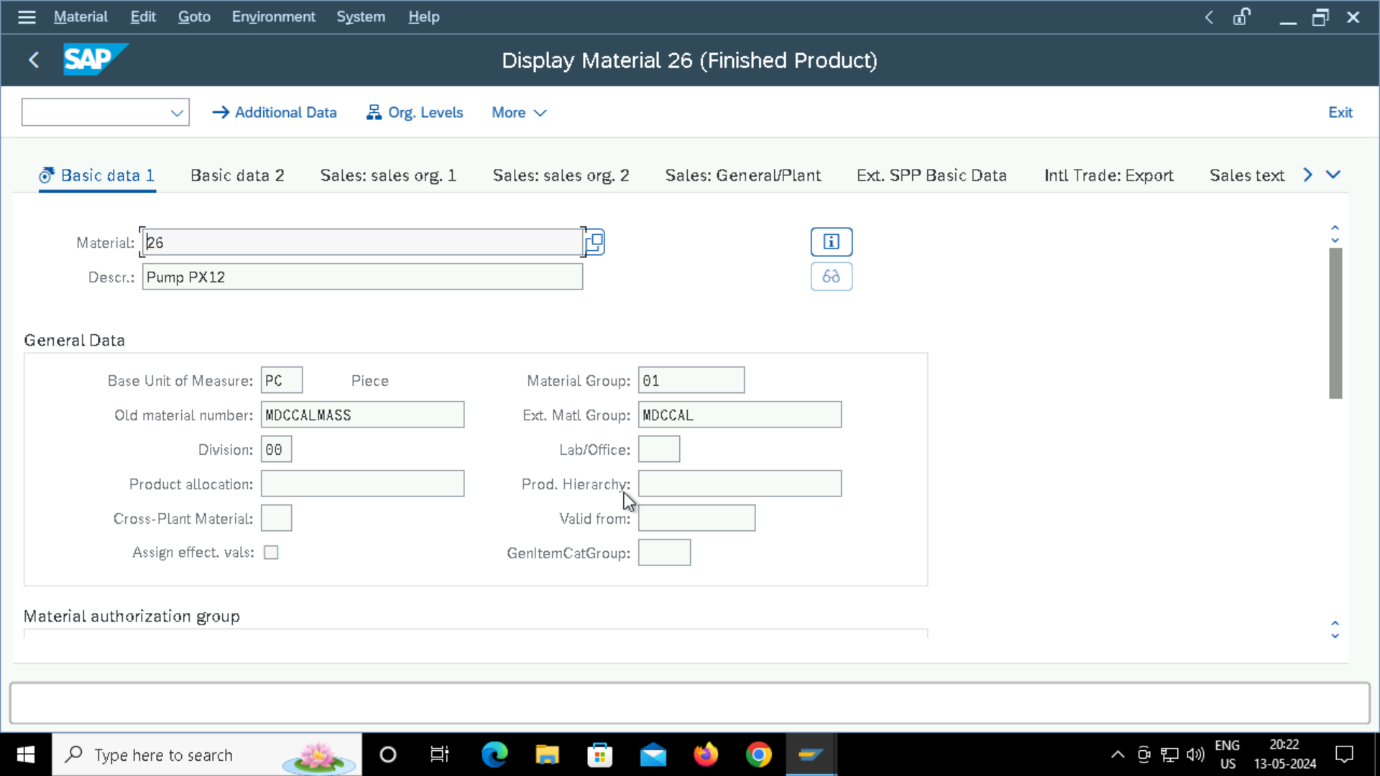 Material Edit Goto Environment System Help
SAP Display Material 26 (Finished Product)
Additional Data Org. Levels More Exit
Basic data 1 Basic data 2 Sales: sales org. 1 Sales: sales org. 2 Sales: General/Plant Ext. SPP Basic Data Intl Trade: Export Sales text
Material: 26
Descr.: Pump PX12
General Data
Base Unit of Measure: PC Piece Material Group: 01
Old material number: MDCCALMASS Ext. Matl Group: MDCCAL
Division: 00 Lab/Office:
Product allocation: Prod. Hierarchy:
Cross-Plant Material: Valid from:
Assign effect. vals: GenItemCatGroup:
Material authorization group
Type here to search ENG 20:22
US 13-05-2024